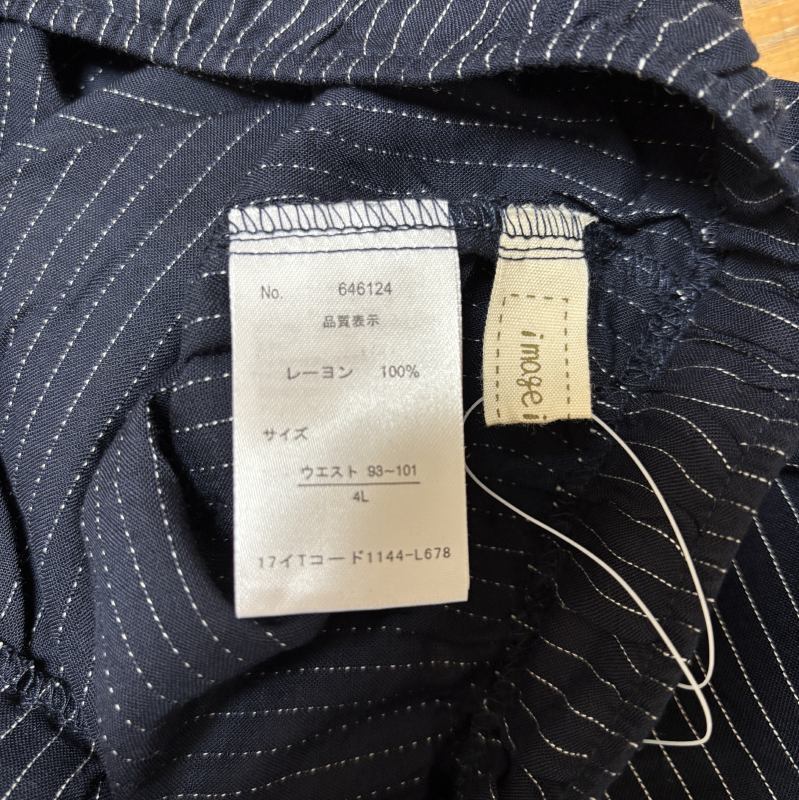 No. 646124
品質表示
レーヨン 100%
サイズ
ウエスト 93~101
4L
17イTコード1144-L678
image i